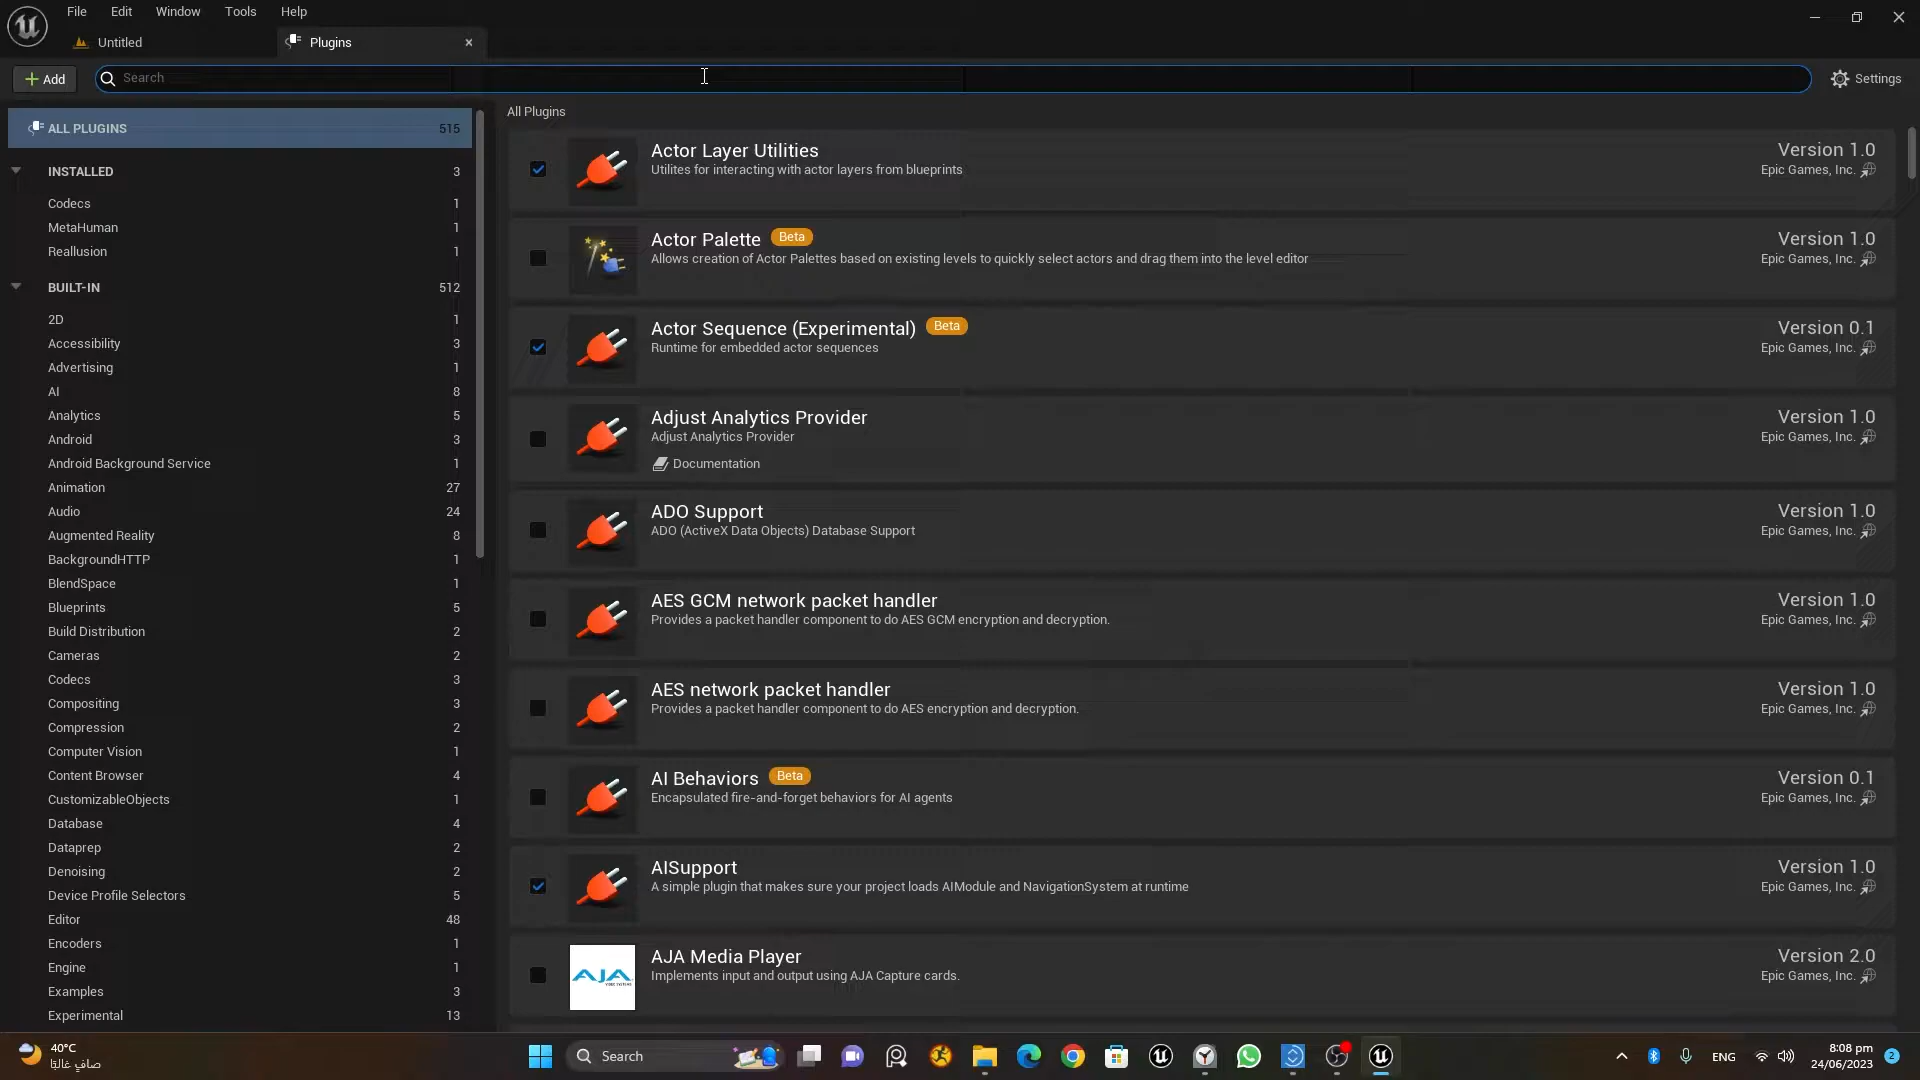 File Edit Window Tools Help
Untitled
Plugins
Add
Search
Settings
ALL PLUGINS 515
INSTALLED 3
Codecs 1
MetaHuman 1
Reallusion 1
BUILT-IN 512
2D 1
Accessibility 3
Advertising 1
AI 8
Analytics 5
Android 3
Android Background Service 1
Animation 27
Audio 24
Augmented Reality 8
BackgroundHTTP 1
BlendSpace 1
Blueprints 5
Build Distribution 2
Cameras 2
Codecs 3
Compositing 3
Compression 2
Computer Vision 1
Content Browser 4
CustomizableObjects 1
Database 4
Dataprep 2
Denoising 2
Device Profile Selectors 5
Editor 48
Encoders 1
Engine 1
Examples 3
Experimental 13
All Plugins
Actor Layer Utilities Version 1.0
Utilites for interacting with actor layers from blueprints Epic Games, Inc.
Actor Palette Beta Version 1.0
Allows creation of Actor Palettes based on existing levels to quickly select actors and drag them into the level editor Epic Games, Inc.
Actor Sequence (Experimental) Beta Version 0.1
Runtime for embedded actor sequences Epic Games, Inc.
Adjust Analytics Provider Version 1.0
Adjust Analytics Provider Epic Games, Inc.
Documentation
ADO Support Version 1.0
ADO (ActiveX Data Objects) Database Support Epic Games, Inc.
AES GCM network packet handler Version 1.0
Provides a packet handler component to do AES GCM encryption and decryption. Epic Games, Inc.
AES network packet handler Version 1.0
Provides a packet handler component to do AES encryption and decryption. Epic Games, Inc.
AI Behaviors Beta Version 0.1
Encapsulated fire-and-forget behaviors for AI agents Epic Games, Inc.
AISupport Version 1.0
A simple plugin that makes sure your project loads AIModule and NavigationSystem at runtime Epic Games, Inc.
AJA Media Player Version 2.0
Implements input and output using AJA Capture cards. Epic Games, Inc.
AJA
40°C
صافٍ غالبًا
Search
ENG
8:08 pm
24/06/2023
2